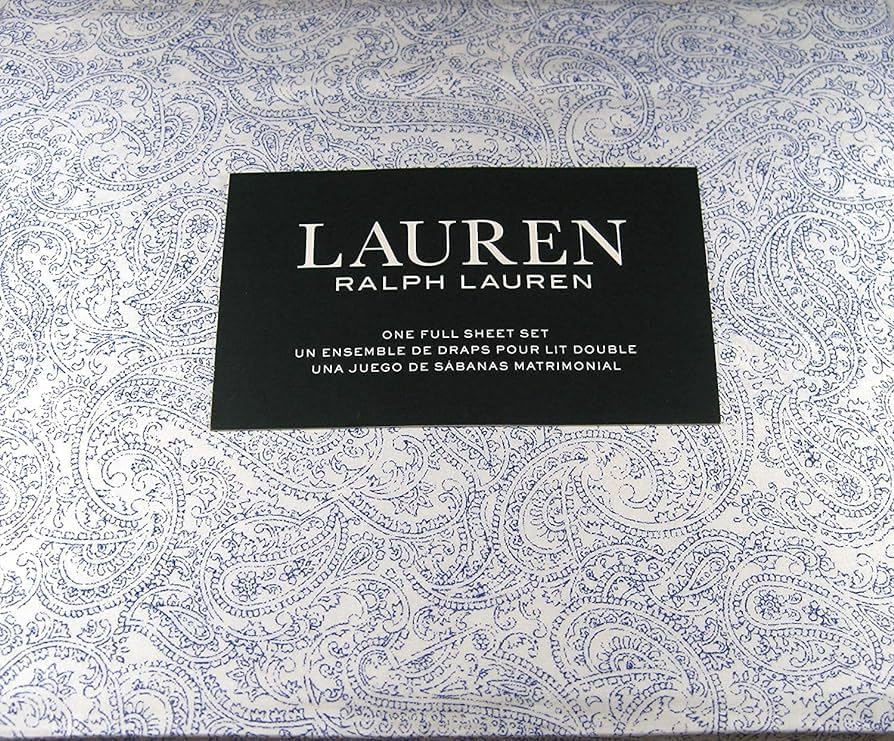 LAUREN
RALPH LAUREN
ONE FULL SHEET SET
UN ENSEMBLE DE DRAPS POUR LIT DOUBLE
UNA JUEGO DE SÁBANAS MATRIMONIAL